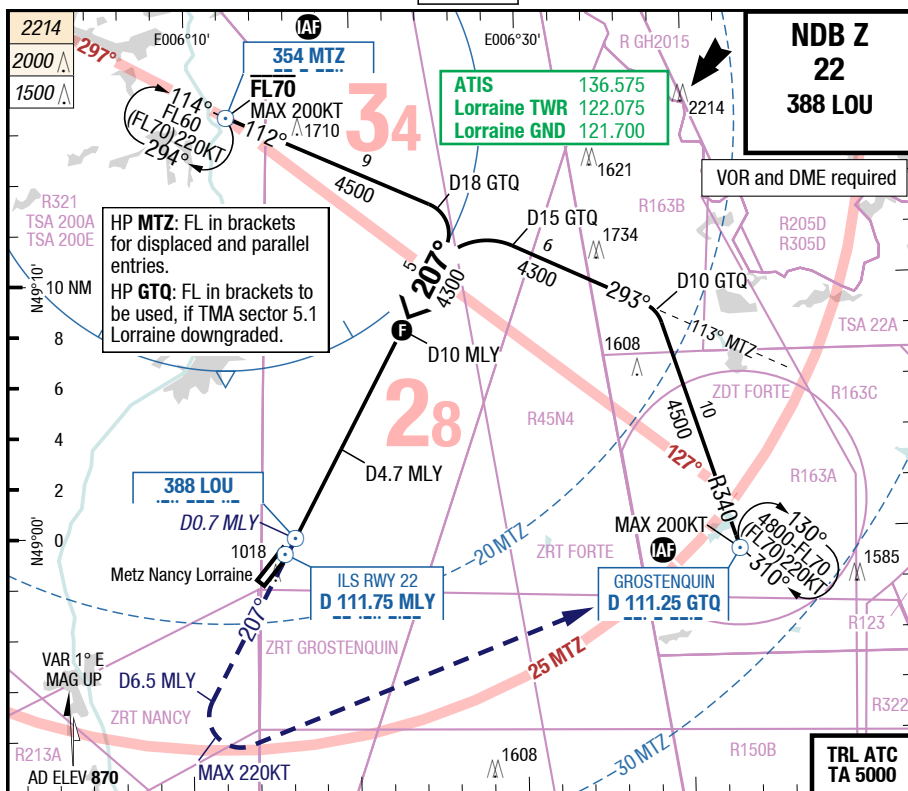 2214
2000
1500
297°
E006°10'
IAF
354 MTZ
E006°30'
R GH2015
NDB Z
22
388 LOU
ATIS 136.575
Lorraine TWR 122.075
Lorraine GND 121.700
2214
114°
FL60
(FL70)220KT
294°
FL70
MAX 200KT
112°
1710
34
9
4500
D18 GTQ
1621
VOR and DME required
R321
TSA 200A
TSA 200E
HP MTZ: FL in brackets
for displaced and parallel
entries.
HP GTQ: FL in brackets to
be used, if TMA sector 5.1
Lorraine downgraded.
R163B
R205D
R305D
D15 GTQ
6
4300
1734
207°
5
4300
293°
D10 GTQ
N49°10'
10 NM
8
6
4
2
0
N49°00'
F
D10 MLY
113° MTZ
TSA 22A
1608
ZDT FORTE
R163C
28
R45N4
10
4500
127°
R163A
D4.7 MLY
388 LOU
D0.7 MLY
R340
MAX 200KT
IAF
130°
4800-FL70
(FL70)220KT
310°
1585
1018
Metz Nancy Lorraine
20 MTZ
ZRT FORTE
ILS RWY 22
D 111.75 MLY
GROSTENQUIN
D 111.25 GTQ
R123
207°
ZRT GROSTENQUIN
25 MTZ
VAR 1° E
MAG UP
D6.5 MLY
ZRT NANCY
R322
R213A
MAX 220KT
1608
30 MTZ
R150B
AD ELEV 870
TRL ATC
TA 5000